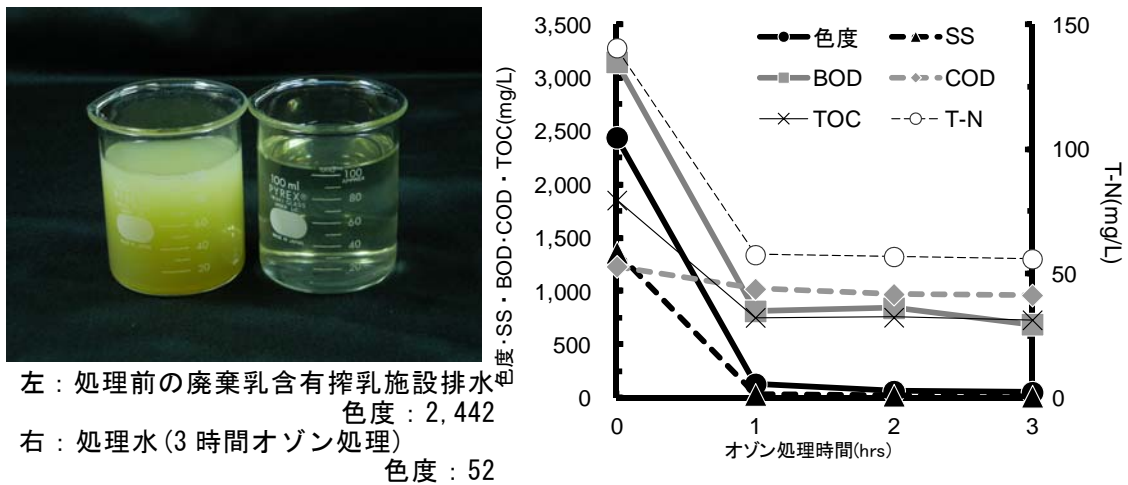 100
80
60
40
20
100 ml
PYREX®
左：処理前の廃棄乳含有搾乳施設排水
色度：2,442
右：処理水(3時間オゾン処理)
色度：52
色度・SS・BOD・COD・TOC(mg/L)
3,500
3,000
2,500
2,000
1,500
1,000
500
0
色度 SS
BOD COD
TOC T-N
150
100
50
0
T-N(mg/L)
0 1 2 3
オゾン処理時間(hrs)